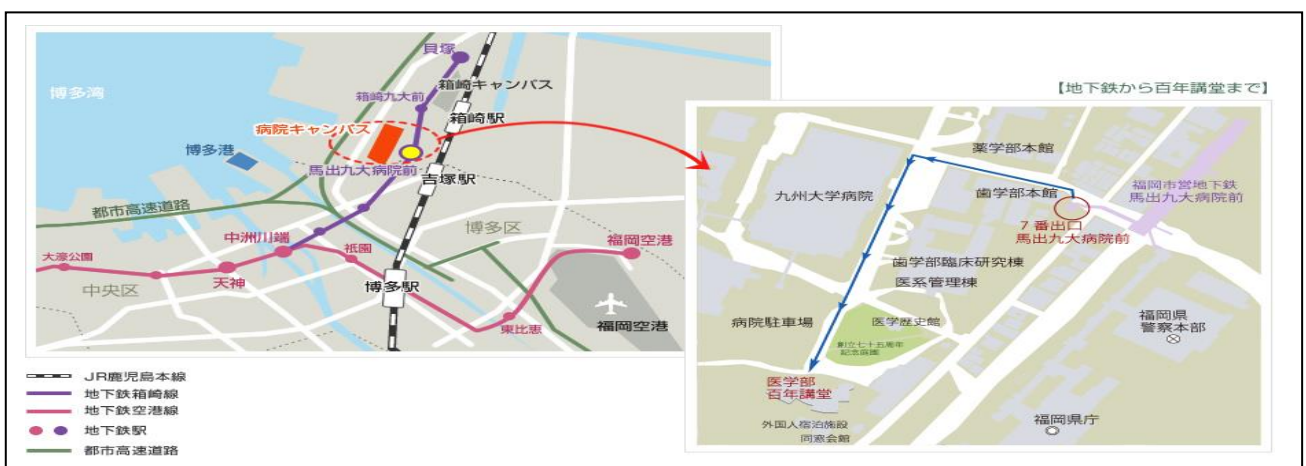 貝塚
箱崎キャンパス
箱崎九大前
博多湾
病院キャンパス
箱崎駅
博多港
馬出九大病院前
吉塚駅
都市高速道路
博多区
中洲川端
祇園
福岡空港
大濠公園
天神
中央区
博多駅
東比恵
福岡空港
JR鹿児島本線
地下鉄箱崎線
地下鉄空港線
地下鉄駅
都市高速道路
【地下鉄から百年講堂まで】
薬学部本館
九州大学病院
歯学部本館
福岡市営地下鉄
馬出九大病院前
7番出口
馬出九大病院前
歯学部臨床研究棟
医系管理棟
病院駐車場
医学歴史館
福岡県
警察本部
創立七十五周年
記念庭園
医学部
百年講堂
外国人宿泊施設
同窓会館
福岡県庁